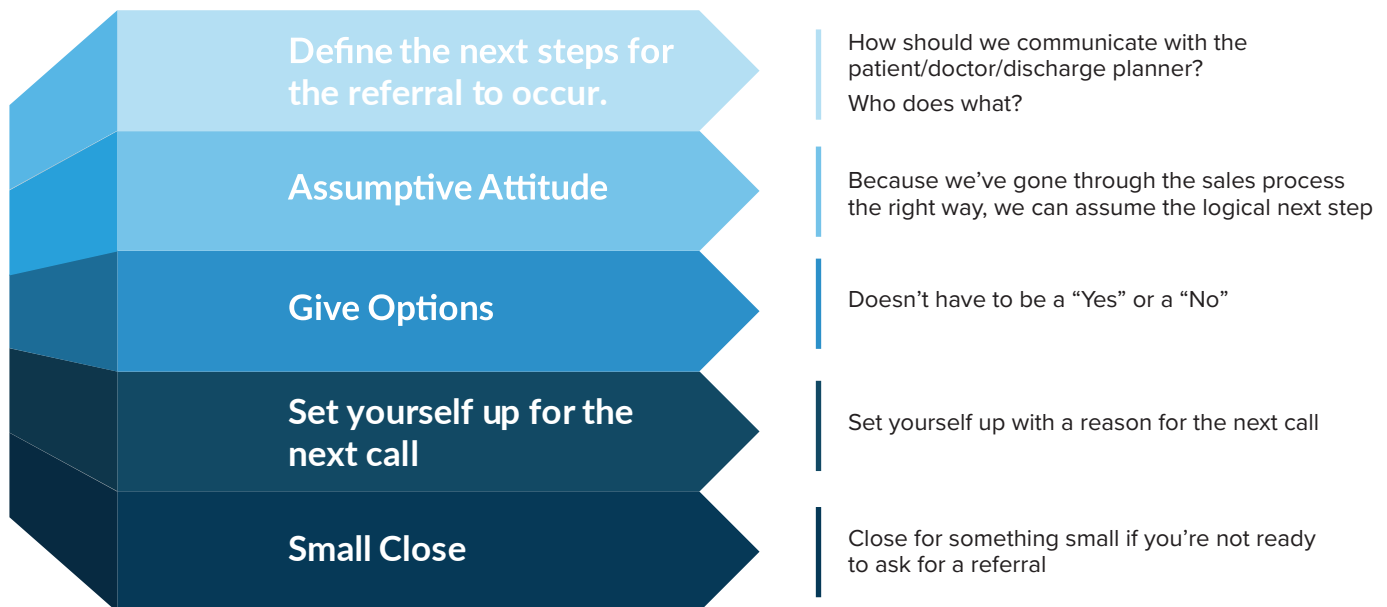 Define the next steps for
the referral to occur.
How should we communicate with the
patient/doctor/discharge planner?
Who does what?
Assumptive Attitude
Because we’ve gone through the sales process
the right way, we can assume the logical next step
Give Options
Doesn’t have to be a “Yes” or a “No”
Set yourself up for the
next call
Set yourself up with a reason for the next call
Small Close
Close for something small if you’re not ready
to ask for a referral